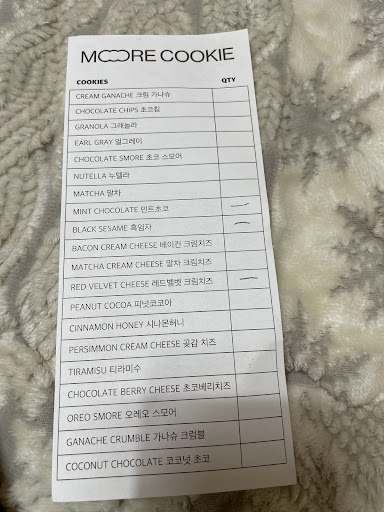 MOOORE COOKIE
COOKIES QTY
CREAM GANACHE 크림 가나슈
CHOCOLATE CHIPS 초코칩
GRANOLA 그래놀라
EARL GRAY 얼그레이
CHOCOLATE SMORE 초코 스모어
NUTELLA 누텔라
MATCHA 말차
MINT CHOCOLATE 민트초코
BLACK SESAME 흑임자
BACON CREAM CHEESE 베이컨 크림치즈
MATCHA CREAM CHEESE 말차 크림치즈
RED VELVET CHEESE 레드벨벳 크림치즈
PEANUT COCOA 피넛코코아
CINNAMON HONEY 시나몬허니
PERSIMMON CREAM CHEESE 곶감 치즈
TIRAMISU 티라미수
CHOCOLATE BERRY CHEESE 초코베리치즈
OREO SMORE 오레오 스모어
GANACHE CRUMBLE 가나슈 크럼블
COCONUT CHOCOLATE 코코넛 초코